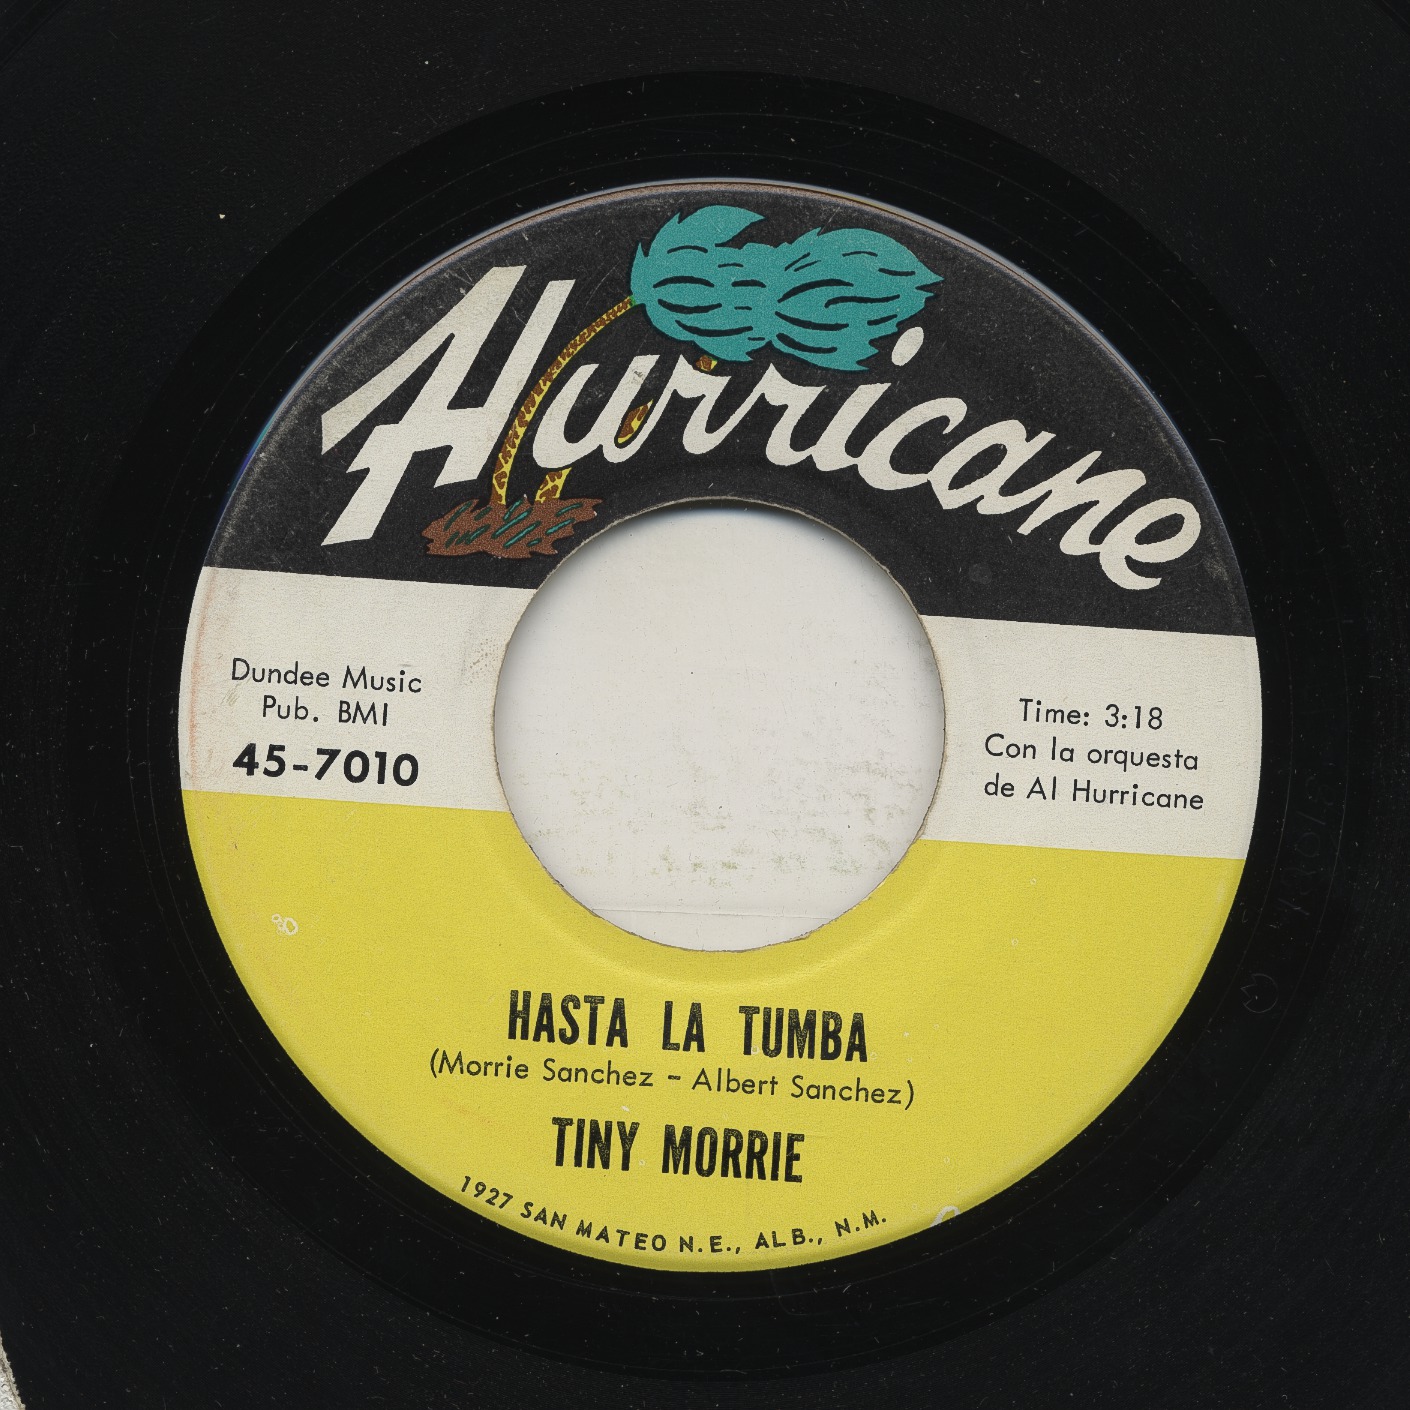 Hurricane
Dundee Music
Pub. BMI
45-7010
Time: 3:18
Con la orquesta
de Al Hurricane
HASTA LA TUMBA
(Morrie Sanchez - Albert Sanchez)
TINY MORRIE
1927 SAN MATEO N.E., ALB., N.M.